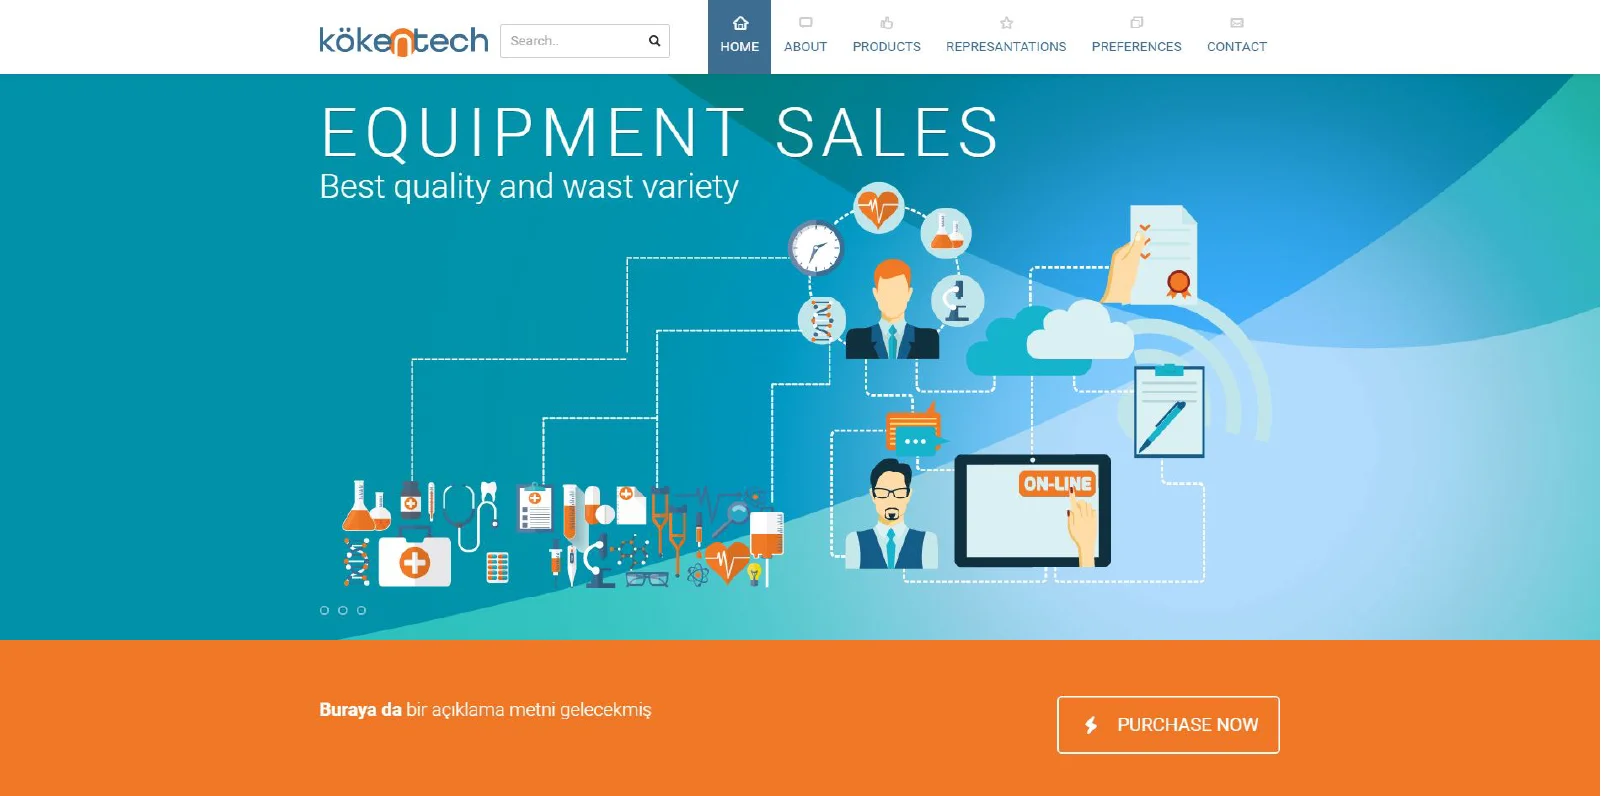 kökentech
Search..
HOME
ABOUT
PRODUCTS
REPRESANTATIONS
PREFERENCES
CONTACT
EQUIPMENT SALES
Best quality and wast variety
ON-LINE
Buraya da bir açıklama metni gelecekmiş
PURCHASE NOW